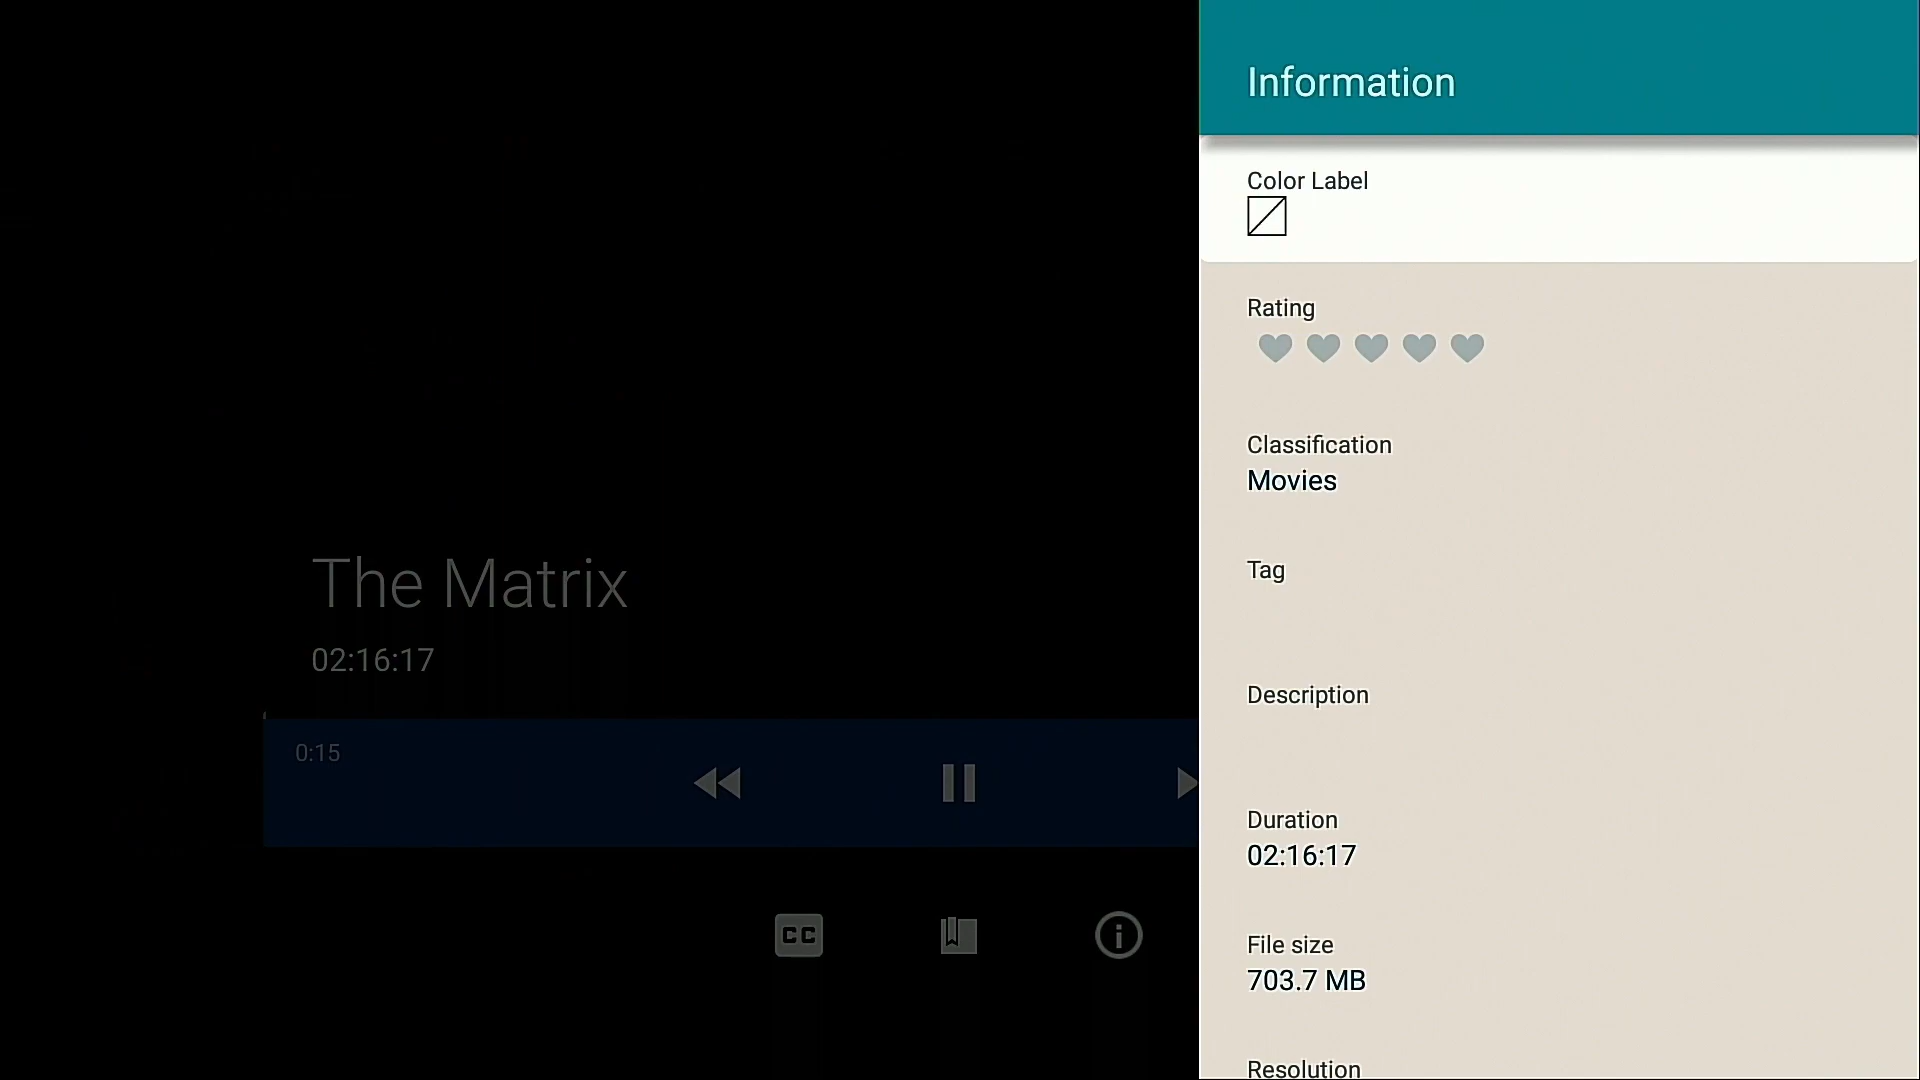 The Matrix
02:16:17
0:15
CC
Information
Color Label
Rating
Classification
Movies
Tag
Description
Duration
02:16:17
File size
703.7 MB
Resolution